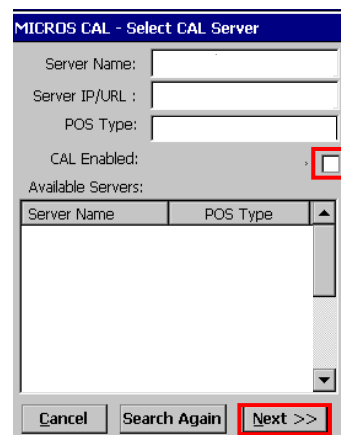 MICROS CAL - Select CAL Server
Server Name:
Server IP/URL :
POS Type:
CAL Enabled:
Available Servers:
Server Name POS Type
Cancel Search Again Next >>